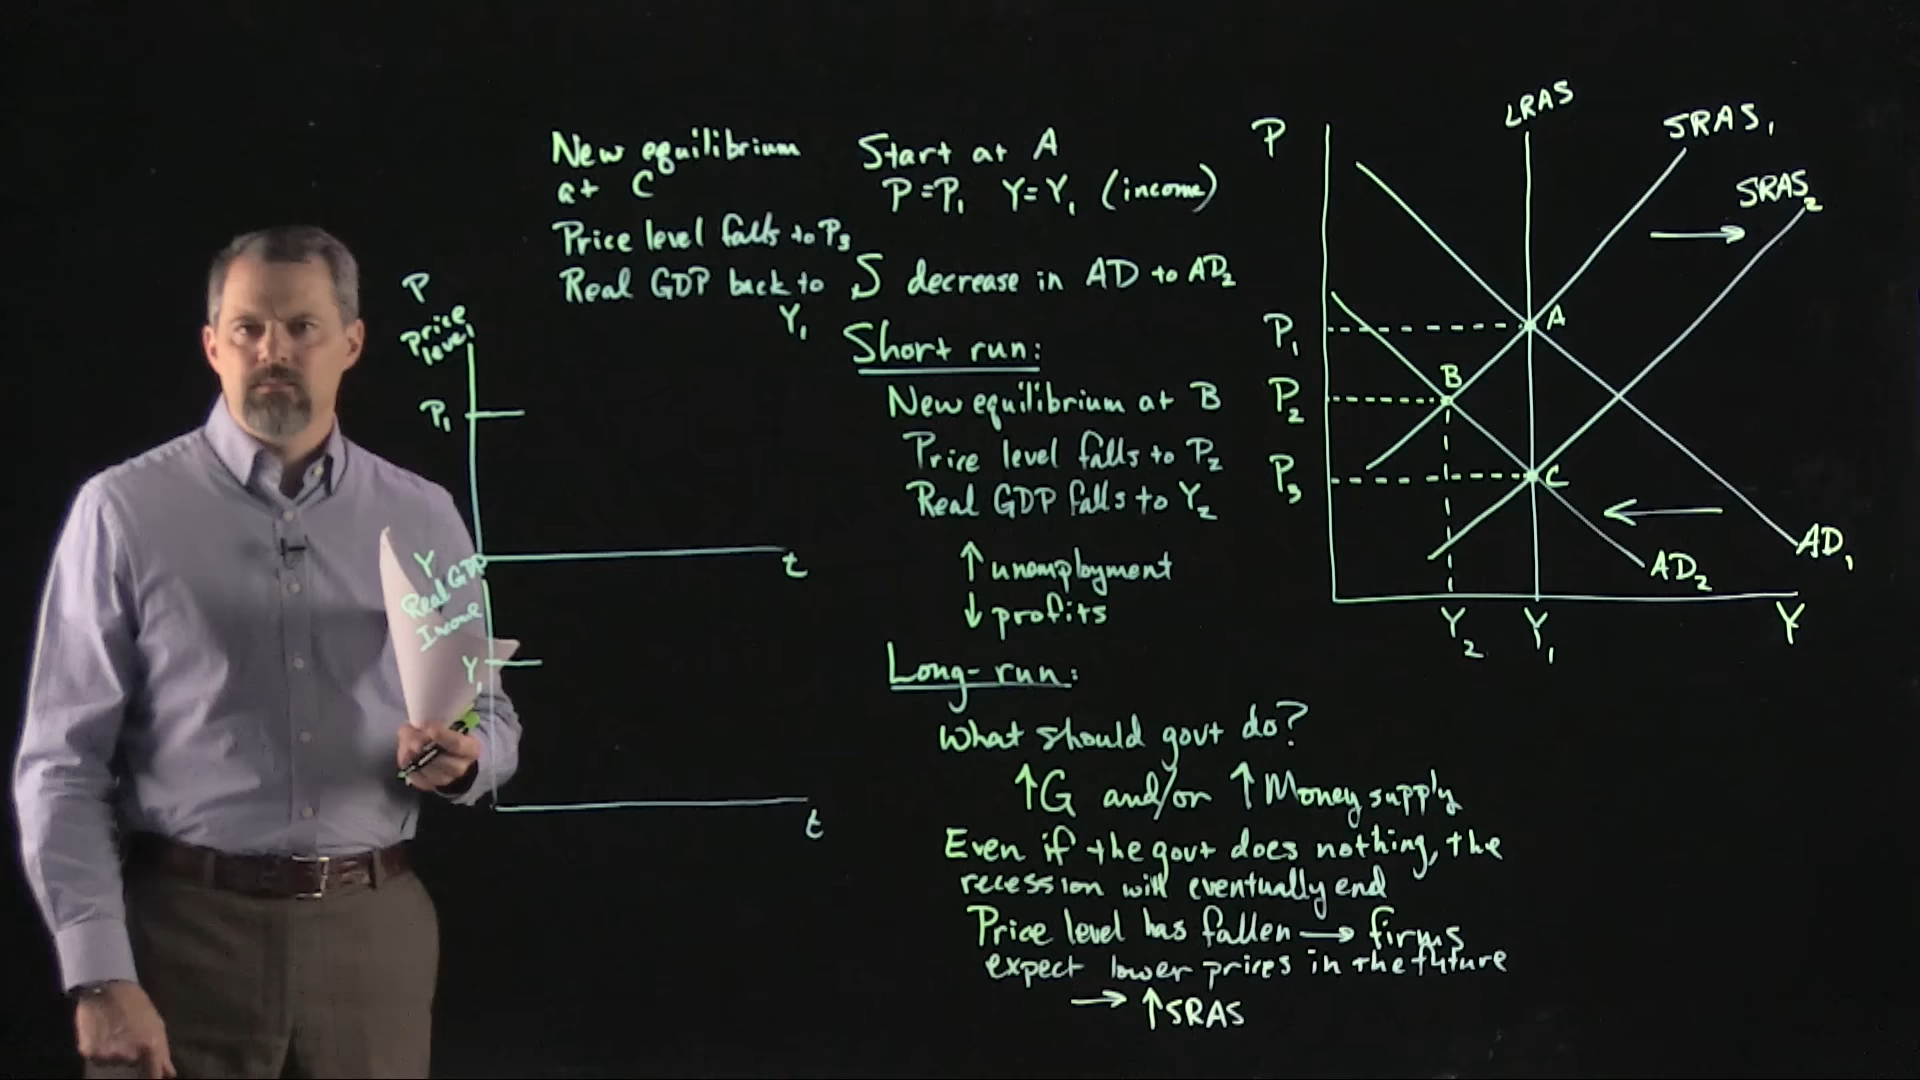 New equilibrium
at C
Price level falls to P3
Real GDP back to
Y1
Start at A
P=P1 Y=Y1 (income)
S decrease in AD to AD2
Short run:
New equilibrium at B
Price level falls to P2
Real GDP falls to Y2
↑ unemployment
↓ profits
Long-run:
What should govt do?
↑G and/or ↑Money supply
Even if the govt does nothing, the
recession will eventually end
Price level has fallen → firms
expect lower prices in the future
→ ↑SRAS
P
Price
level
P1
t
Y
Real GDP
Income
Y1
t
P
LRAS
SRAS1
SRAS2
P1
A
B
P2
P3
C
AD1
AD2
Y2
Y1
Y